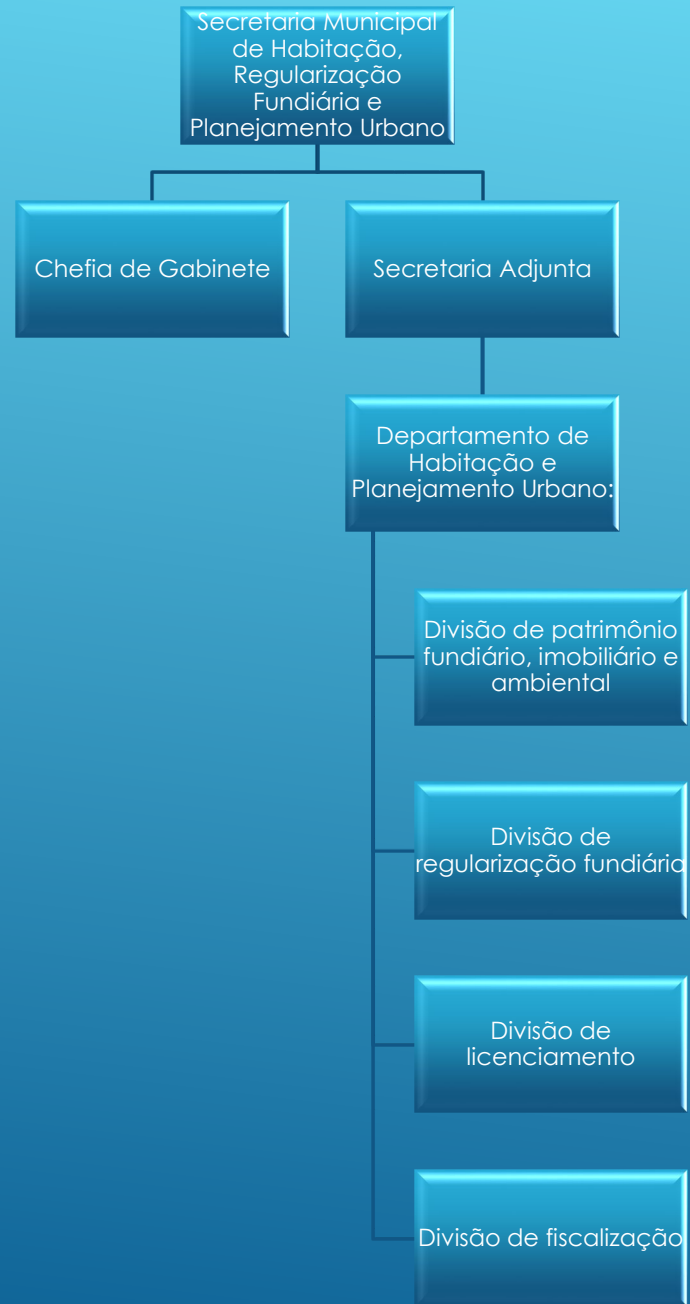 Secretaria Municipal
de Habitação,
Regularização
Fundiária e
Planejamento Urbano
Chefia de Gabinete
Secretaria Adjunta
Departamento de
Habitação e
Planejamento Urbano:
Divisão de patrimônio
fundiário, imobiliário e
ambiental
Divisão de
regularização fundiária
Divisão de
licenciamento
Divisão de fiscalização